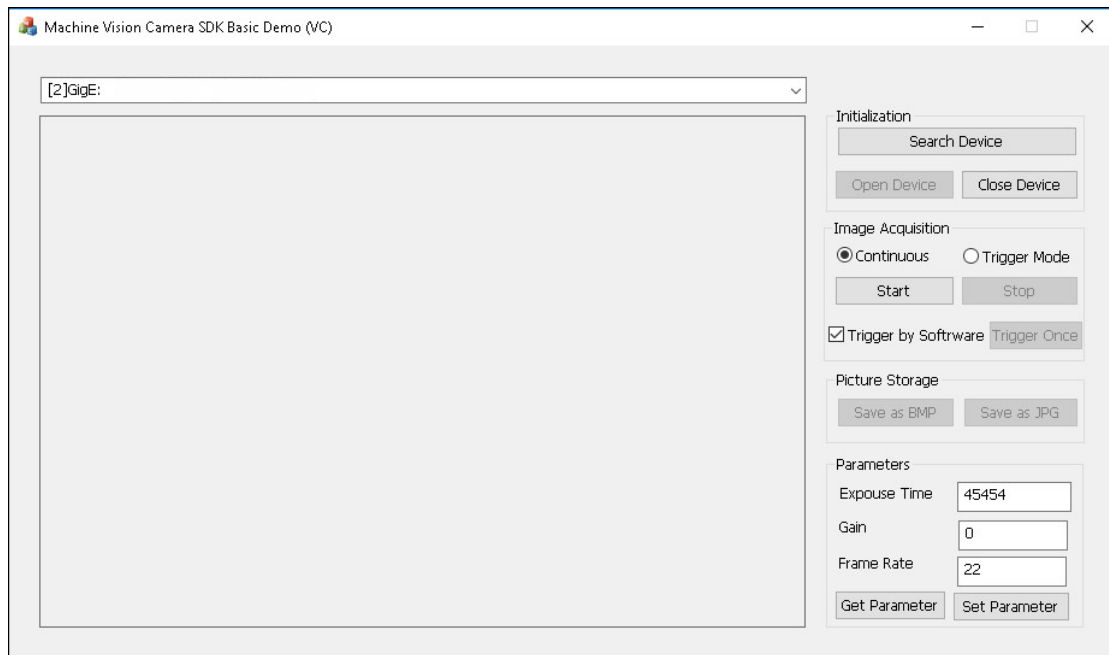 Machine Vision Camera SDK Basic Demo (VC)
[2]GigE:
Initialization
Search Device
Open Device
Close Device
Image Acquisition
Continuous
Trigger Mode
Start
Stop
Trigger by Softrware
Trigger Once
Picture Storage
Save as BMP
Save as JPG
Parameters
Expouse Time
45454
Gain
0
Frame Rate
22
Get Parameter
Set Parameter